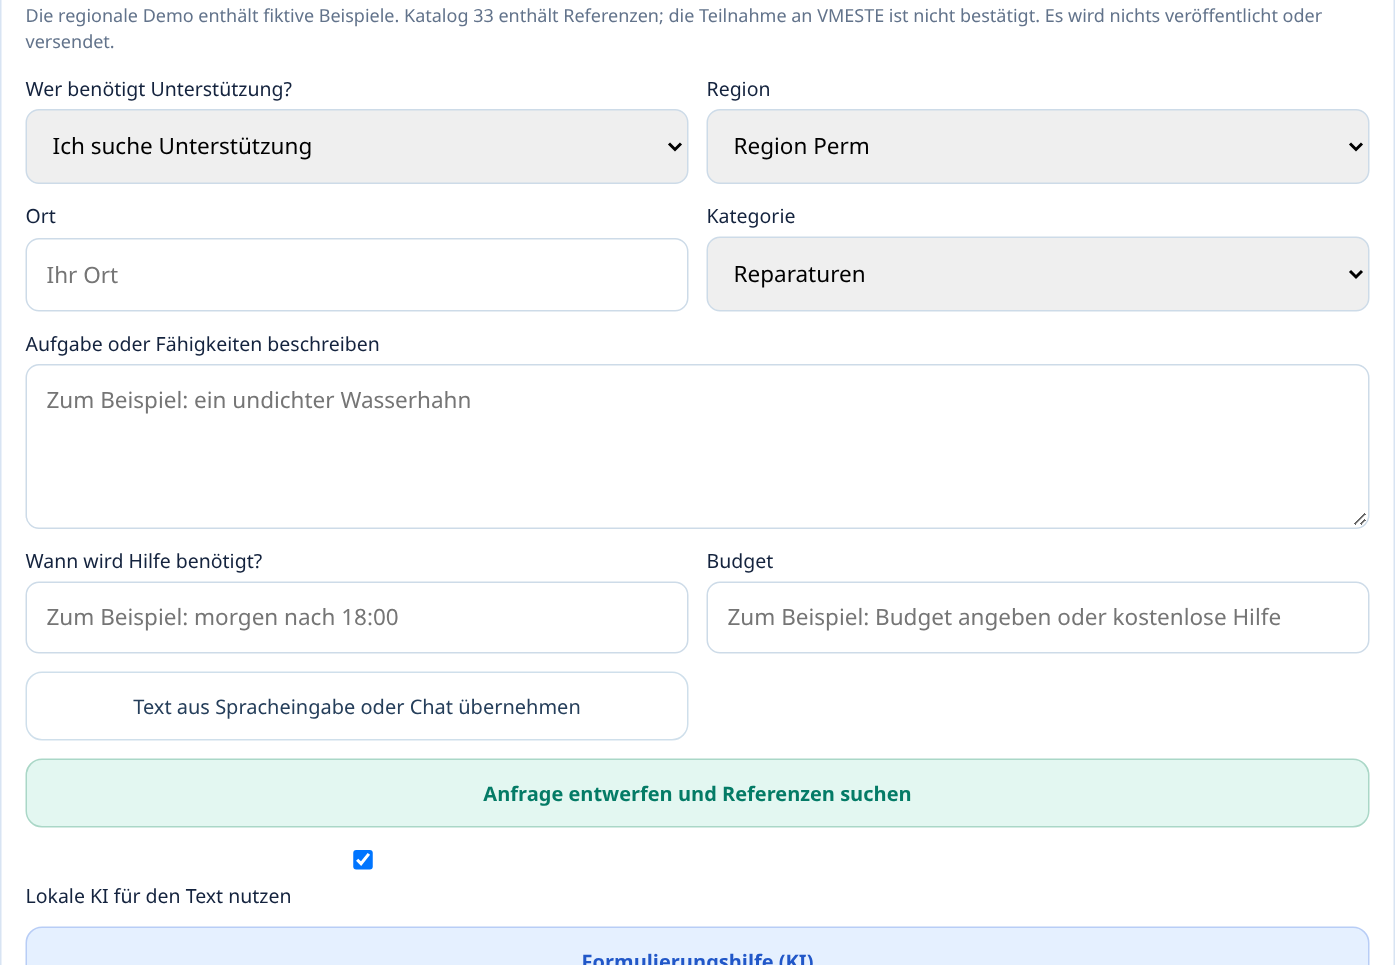 Die regionale Demo enthält fiktive Beispiele. Katalog 33 enthält Referenzen; die Teilnahme an VMESTE ist nicht bestätigt. Es wird nichts veröffentlicht oder
versendet.
Wer benötigt Unterstützung?
Region
Ich suche Unterstützung
Region Perm
Ort
Kategorie
Ihr Ort
Reparaturen
Aufgabe oder Fähigkeiten beschreiben
Zum Beispiel: ein undichter Wasserhahn
Wann wird Hilfe benötigt?
Budget
Zum Beispiel: morgen nach 18:00
Zum Beispiel: Budget angeben oder kostenlose Hilfe
Text aus Spracheingabe oder Chat übernehmen
Anfrage entwerfen und Referenzen suchen
Lokale KI für den Text nutzen
Formulierungshilfe (KI)